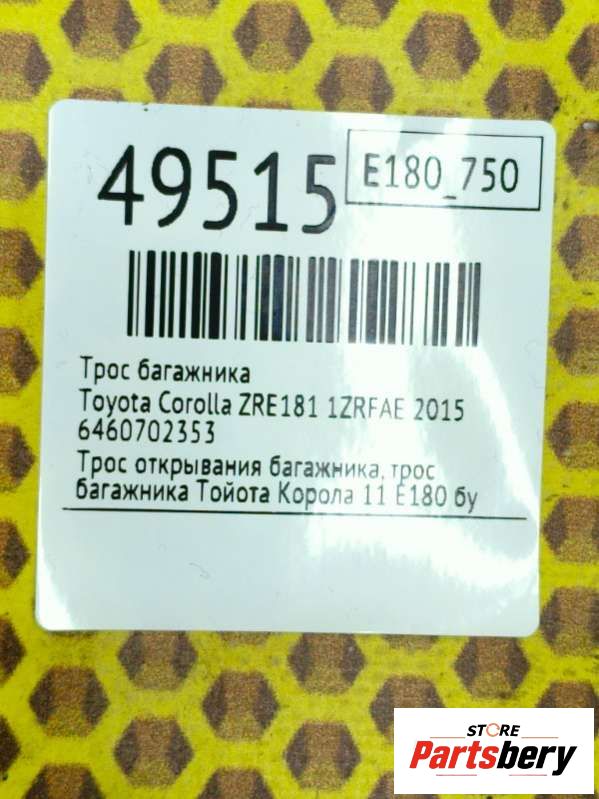 49515
E180_750
Трос багажника
Toyota Corolla ZRE181 1ZRFAE 2015
6460702353
Трос открывания багажника, трос
багажника Тойота Корола 11 Е180 бу
STORE
Partsbery